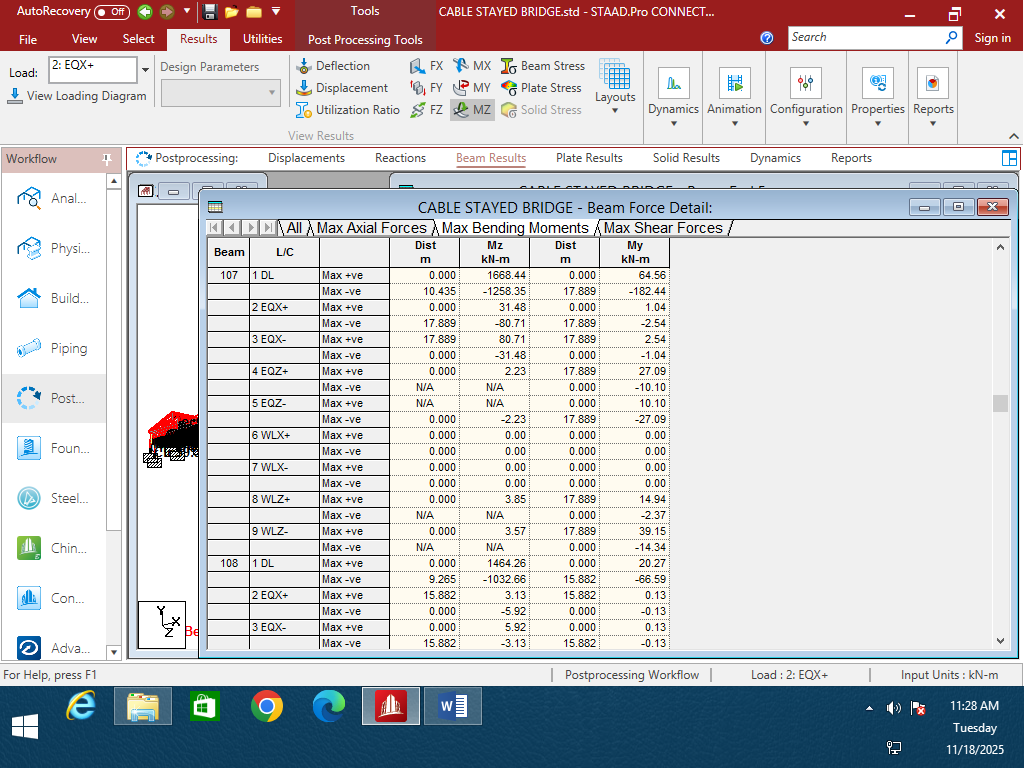 AutoRecovery Off
Tools
CABLE STAYED BRIDGE.std - STAAD.Pro CONNECT...
File View Select Results Utilities Post Processing Tools
Search
Sign in
Load: 2: EQX+
View Loading Diagram
Design Parameters
Deflection
Displacement
Utilization Ratio
FX MX Beam Stress
FY MY Plate Stress
FZ MZ Solid Stress
View Results
Layouts
Dynamics
Animation
Configuration
Properties
Reports
Workflow
Postprocessing: Displacements Reactions Beam Results Plate Results Solid Results Dynamics Reports
Anal...
Physi...
Build...
Piping
Post...
Foun...
Steel...
Chin...
Con...
Adva...
CABLE STAYED BRIDGE - Beam Force Detail:
All Max Axial Forces Max Bending Moments Max Shear Forces
Beam L/C Dist m Mz kN-m Dist m My kN-m
107 1 DL Max +ve 0.000 1668.44 0.000 64.56
Max -ve 10.435 -1258.35 17.889 -182.44
2 EQX+ Max +ve 0.000 31.48 0.000 1.04
Max -ve 17.889 -80.71 17.889 -2.54
3 EQX- Max +ve 17.889 80.71 17.889 2.54
Max -ve 0.000 -31.48 0.000 -1.04
4 EQZ+ Max +ve 0.000 2.23 17.889 27.09
Max -ve N/A N/A 0.000 -10.10
5 EQZ- Max +ve N/A N/A 0.000 10.10
Max -ve 0.000 -2.23 17.889 -27.09
6 WLX+ Max +ve 0.000 0.00 0.000 0.00
Max -ve 0.000 0.00 0.000 0.00
7 WLX- Max +ve 0.000 0.00 0.000 0.00
Max -ve 0.000 0.00 0.000 0.00
8 WLZ+ Max +ve 0.000 3.85 17.889 14.94
Max -ve N/A N/A 0.000 -2.37
9 WLZ- Max +ve 0.000 3.57 17.889 39.15
Max -ve N/A N/A 0.000 -14.34
108 1 DL Max +ve 0.000 1464.26 0.000 20.27
Max -ve 9.265 -1032.66 15.882 -66.59
2 EQX+ Max +ve 15.882 3.13 15.882 0.13
Max -ve 0.000 -5.92 0.000 -0.13
3 EQX- Max +ve 0.000 5.92 0.000 0.13
Max -ve 15.882 -3.13 15.882 -0.13
Y
X
Z
Be
For Help, press F1
Postprocessing Workflow
Load : 2: EQX+
Input Units : kN-m
11:28 AM
Tuesday
11/18/2025